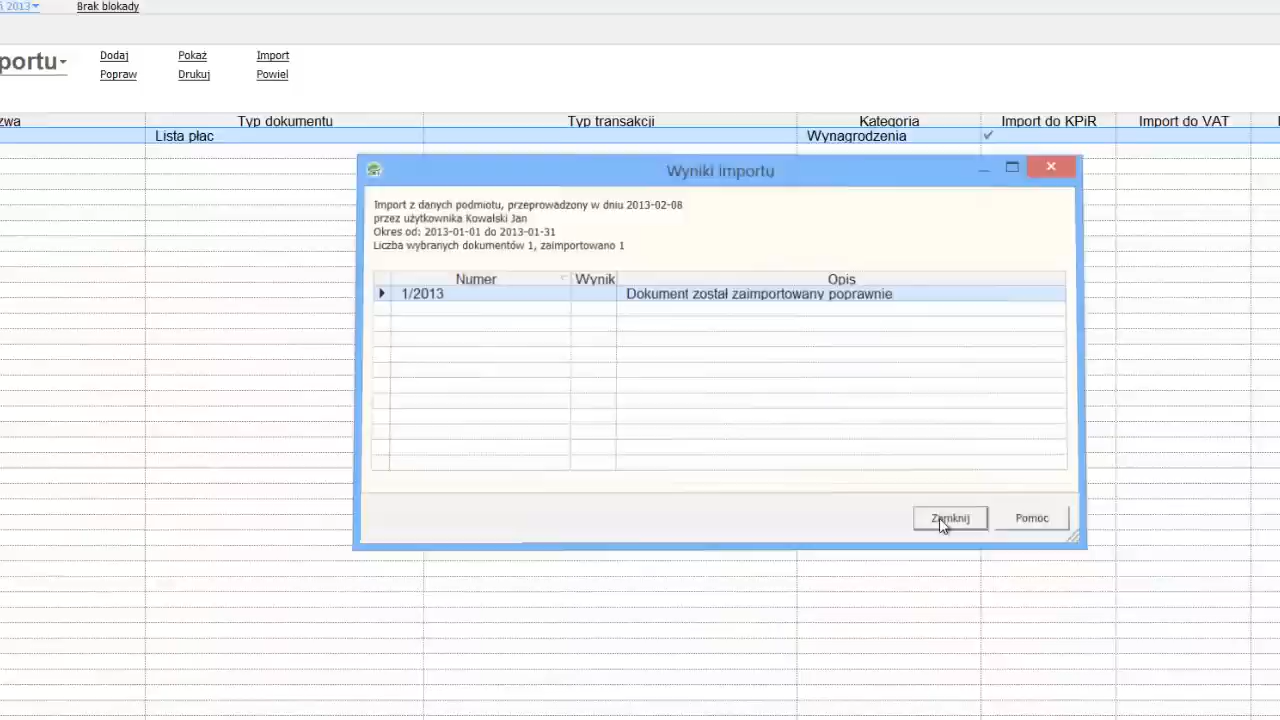 2013
Brak blokady
portu
Dodaj
Pokaż
Import
Popraw
Drukuj
Powiel
zwa
Typ dokumentu
Typ transakcji
Kategoria
Import do KPiR
Import do VAT
Lista płac
Wynagrodzenia
Wyniki importu
Import z danych podmiotu, przeprowadzony w dniu 2013-02-08
przez użytkownika Kowalski Jan
Okres od: 2013-01-01 do 2013-01-31
Liczba wybranych dokumentów 1, zaimportowano 1
Numer
Wynik
Opis
1/2013
Dokument został zaimportowany poprawnie
Zamknij
Pomoc